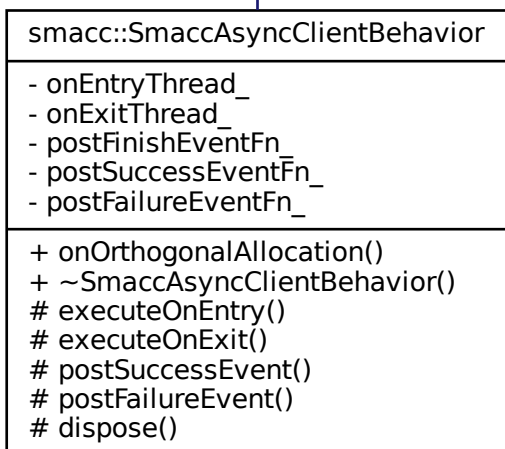 smacc::SmaccAsyncClientBehavior
- onEntryThread_
- onExitThread_
- postFinishEventFn_
- postSuccessEventFn_
- postFailureEventFn_
+ onOrthogonalAllocation()
+ ~SmaccAsyncClientBehavior()
# executeOnEntry()
# executeOnExit()
# postSuccessEvent()
# postFailureEvent()
# dispose()